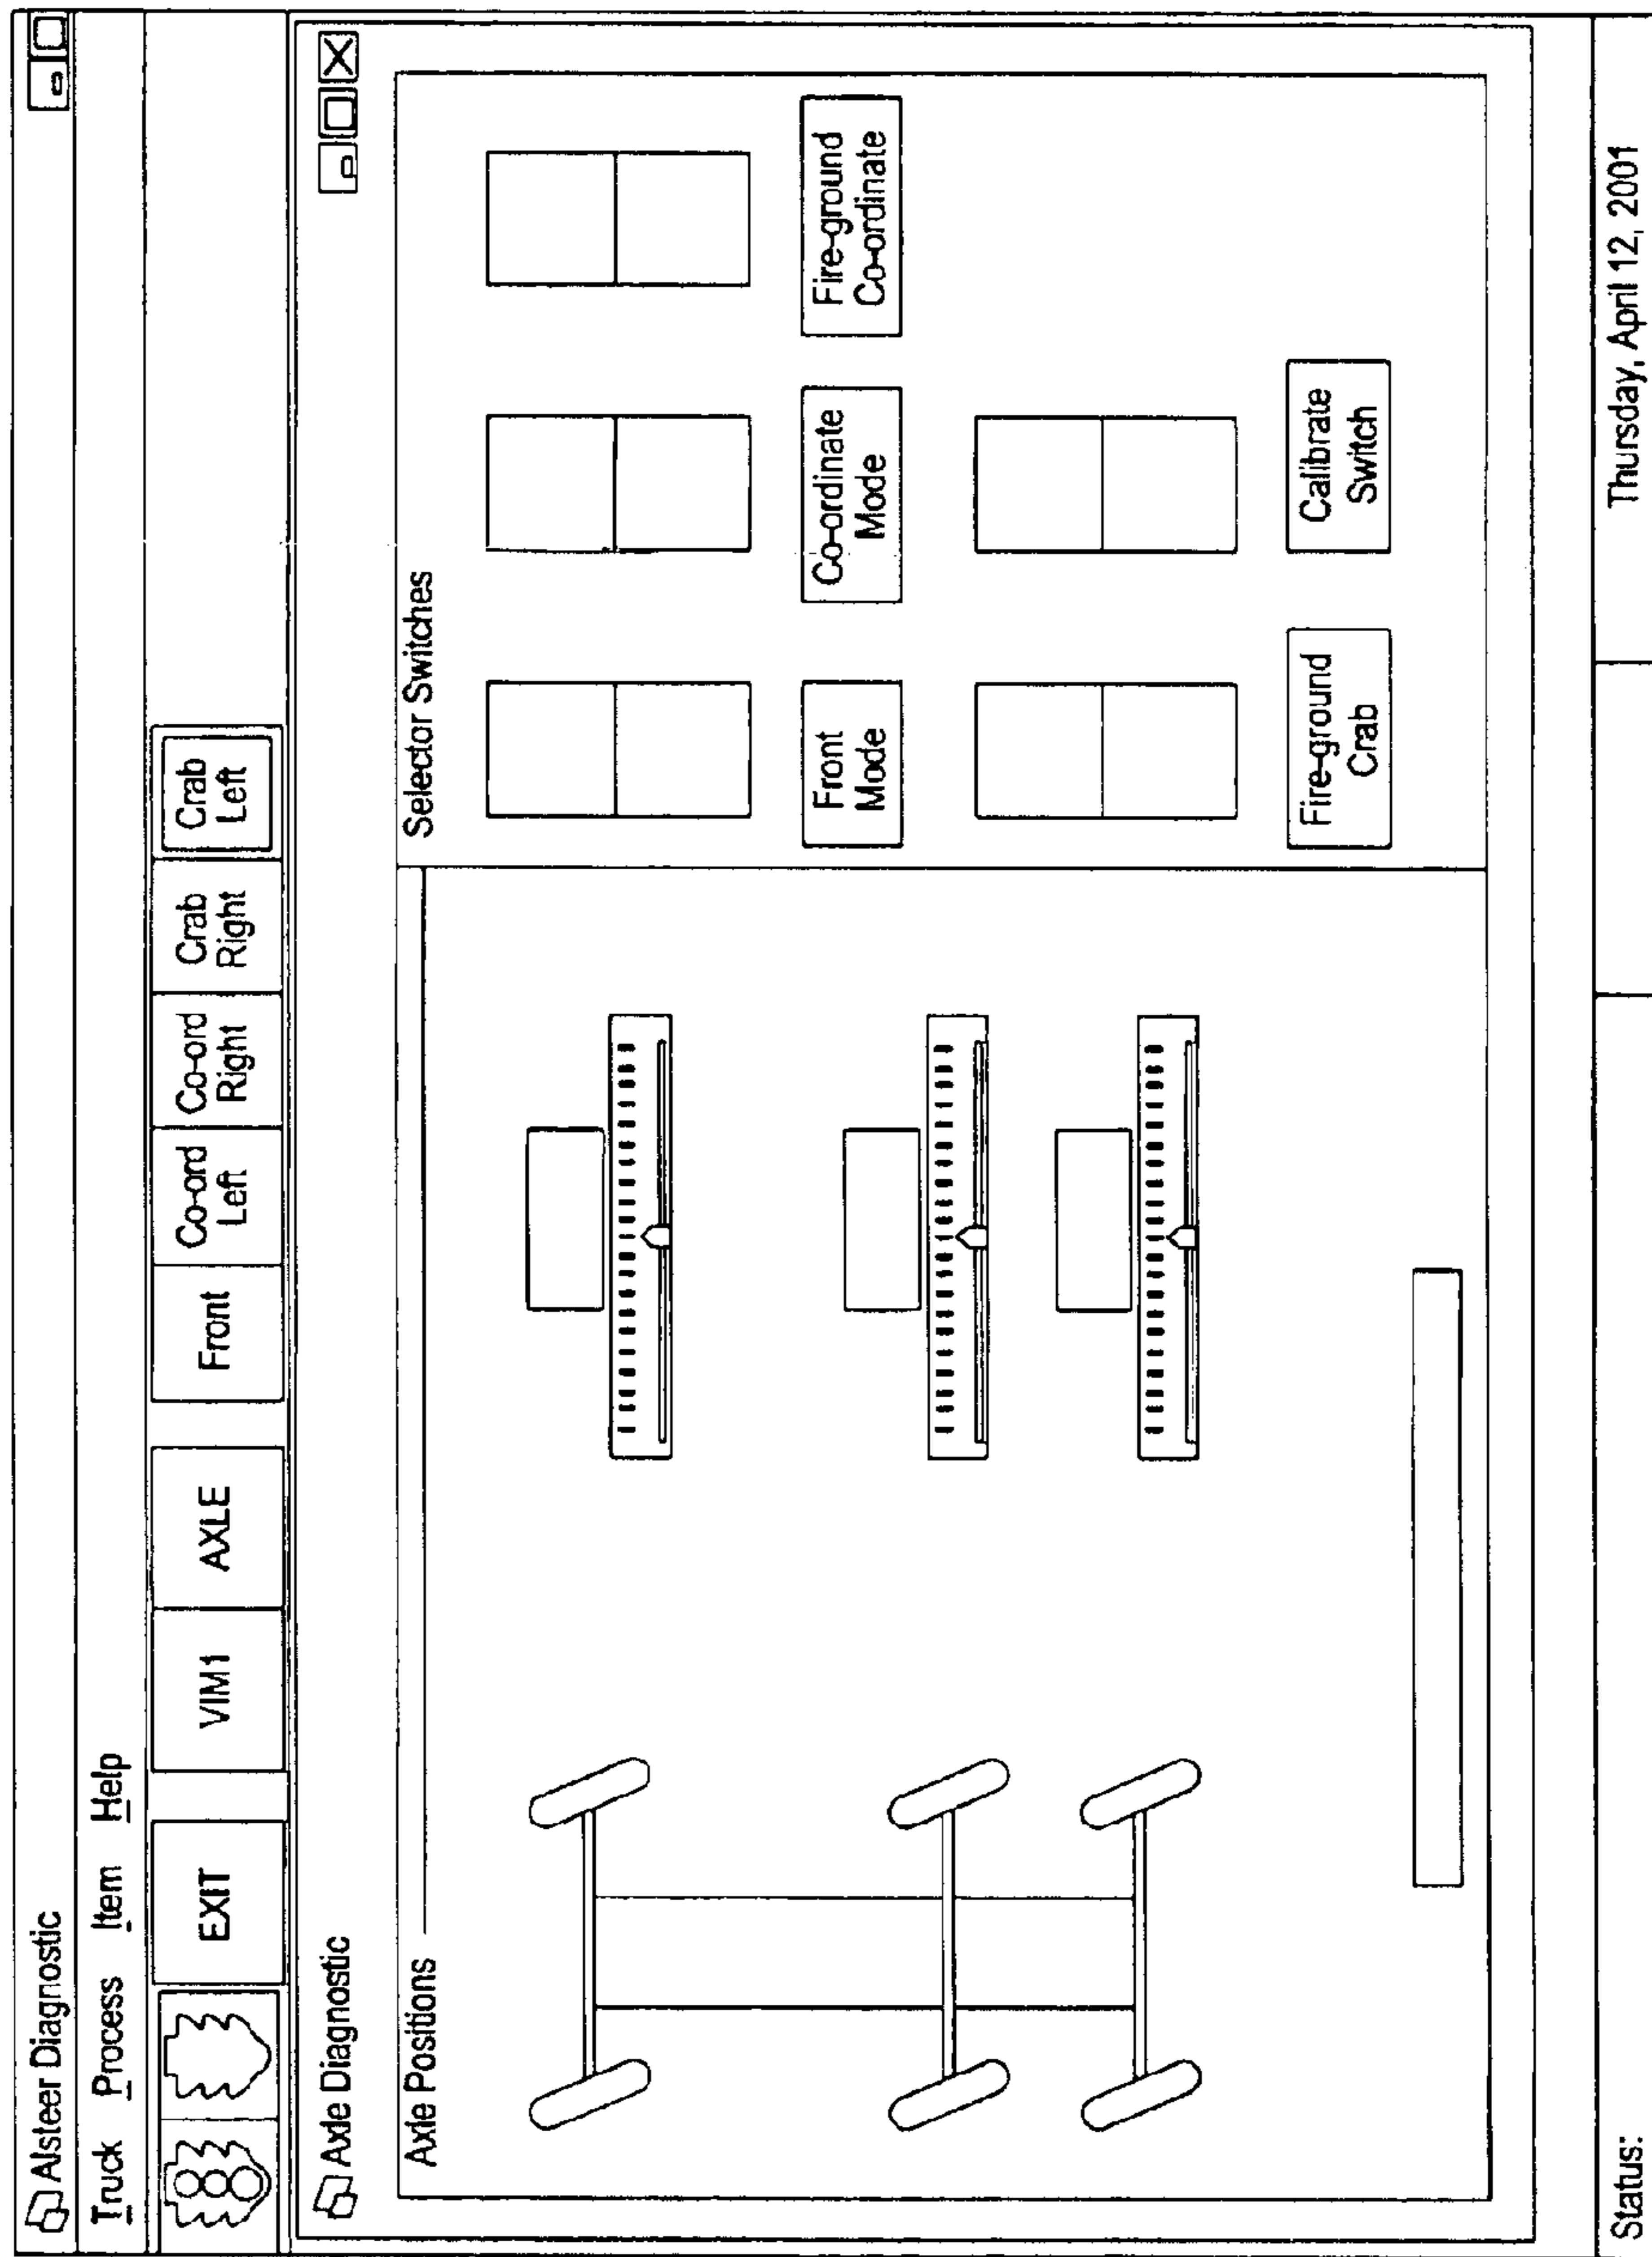 Alsteer Diagnostic
Truck Process Item Help
EXIT
VIM1
AXLE
Front
Co-ord
Left
Co-ord
Right
Crab
Right
Crab
Left
Axle Diagnostic
Axle Positions
Selector Switches
Front
Mode
Co-ordinate
Mode
Fire-ground
Co-ordinate
Fire-ground
Crab
Calibrate
Switch
Status:
Thursday, April 12, 2001